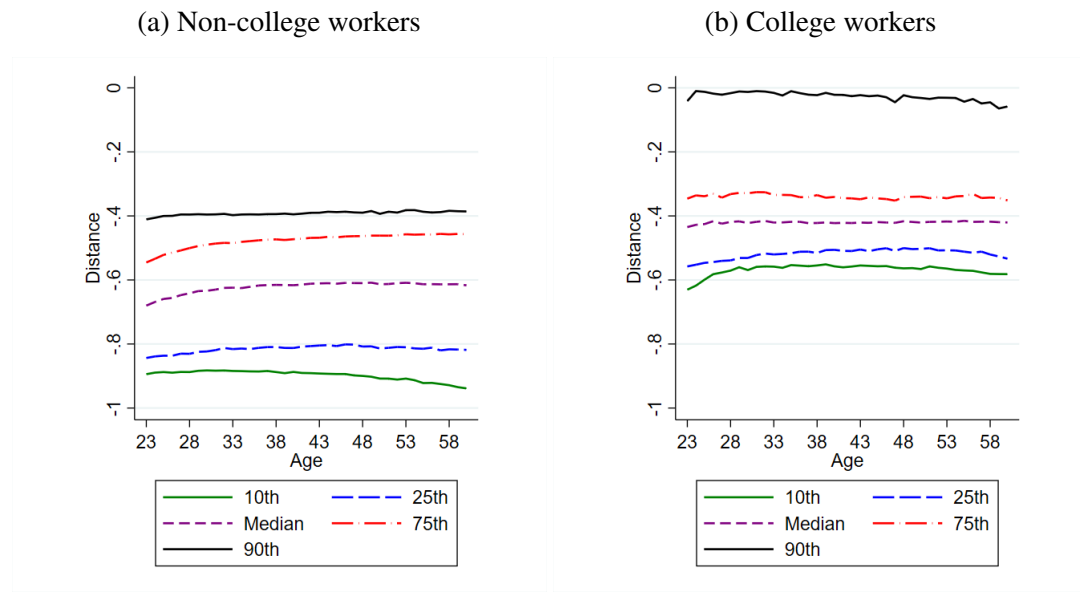 (a) Non-college workers
Distance
0
-.2
-.4
-.6
-.8
-1
23 28 33 38 43 48 53 58
Age
10th 25th
Median 75th
90th
(b) College workers
Distance
0
-.2
-.4
-.6
-.8
-1
23 28 33 38 43 48 53 58
Age
10th 25th
Median 75th
90th